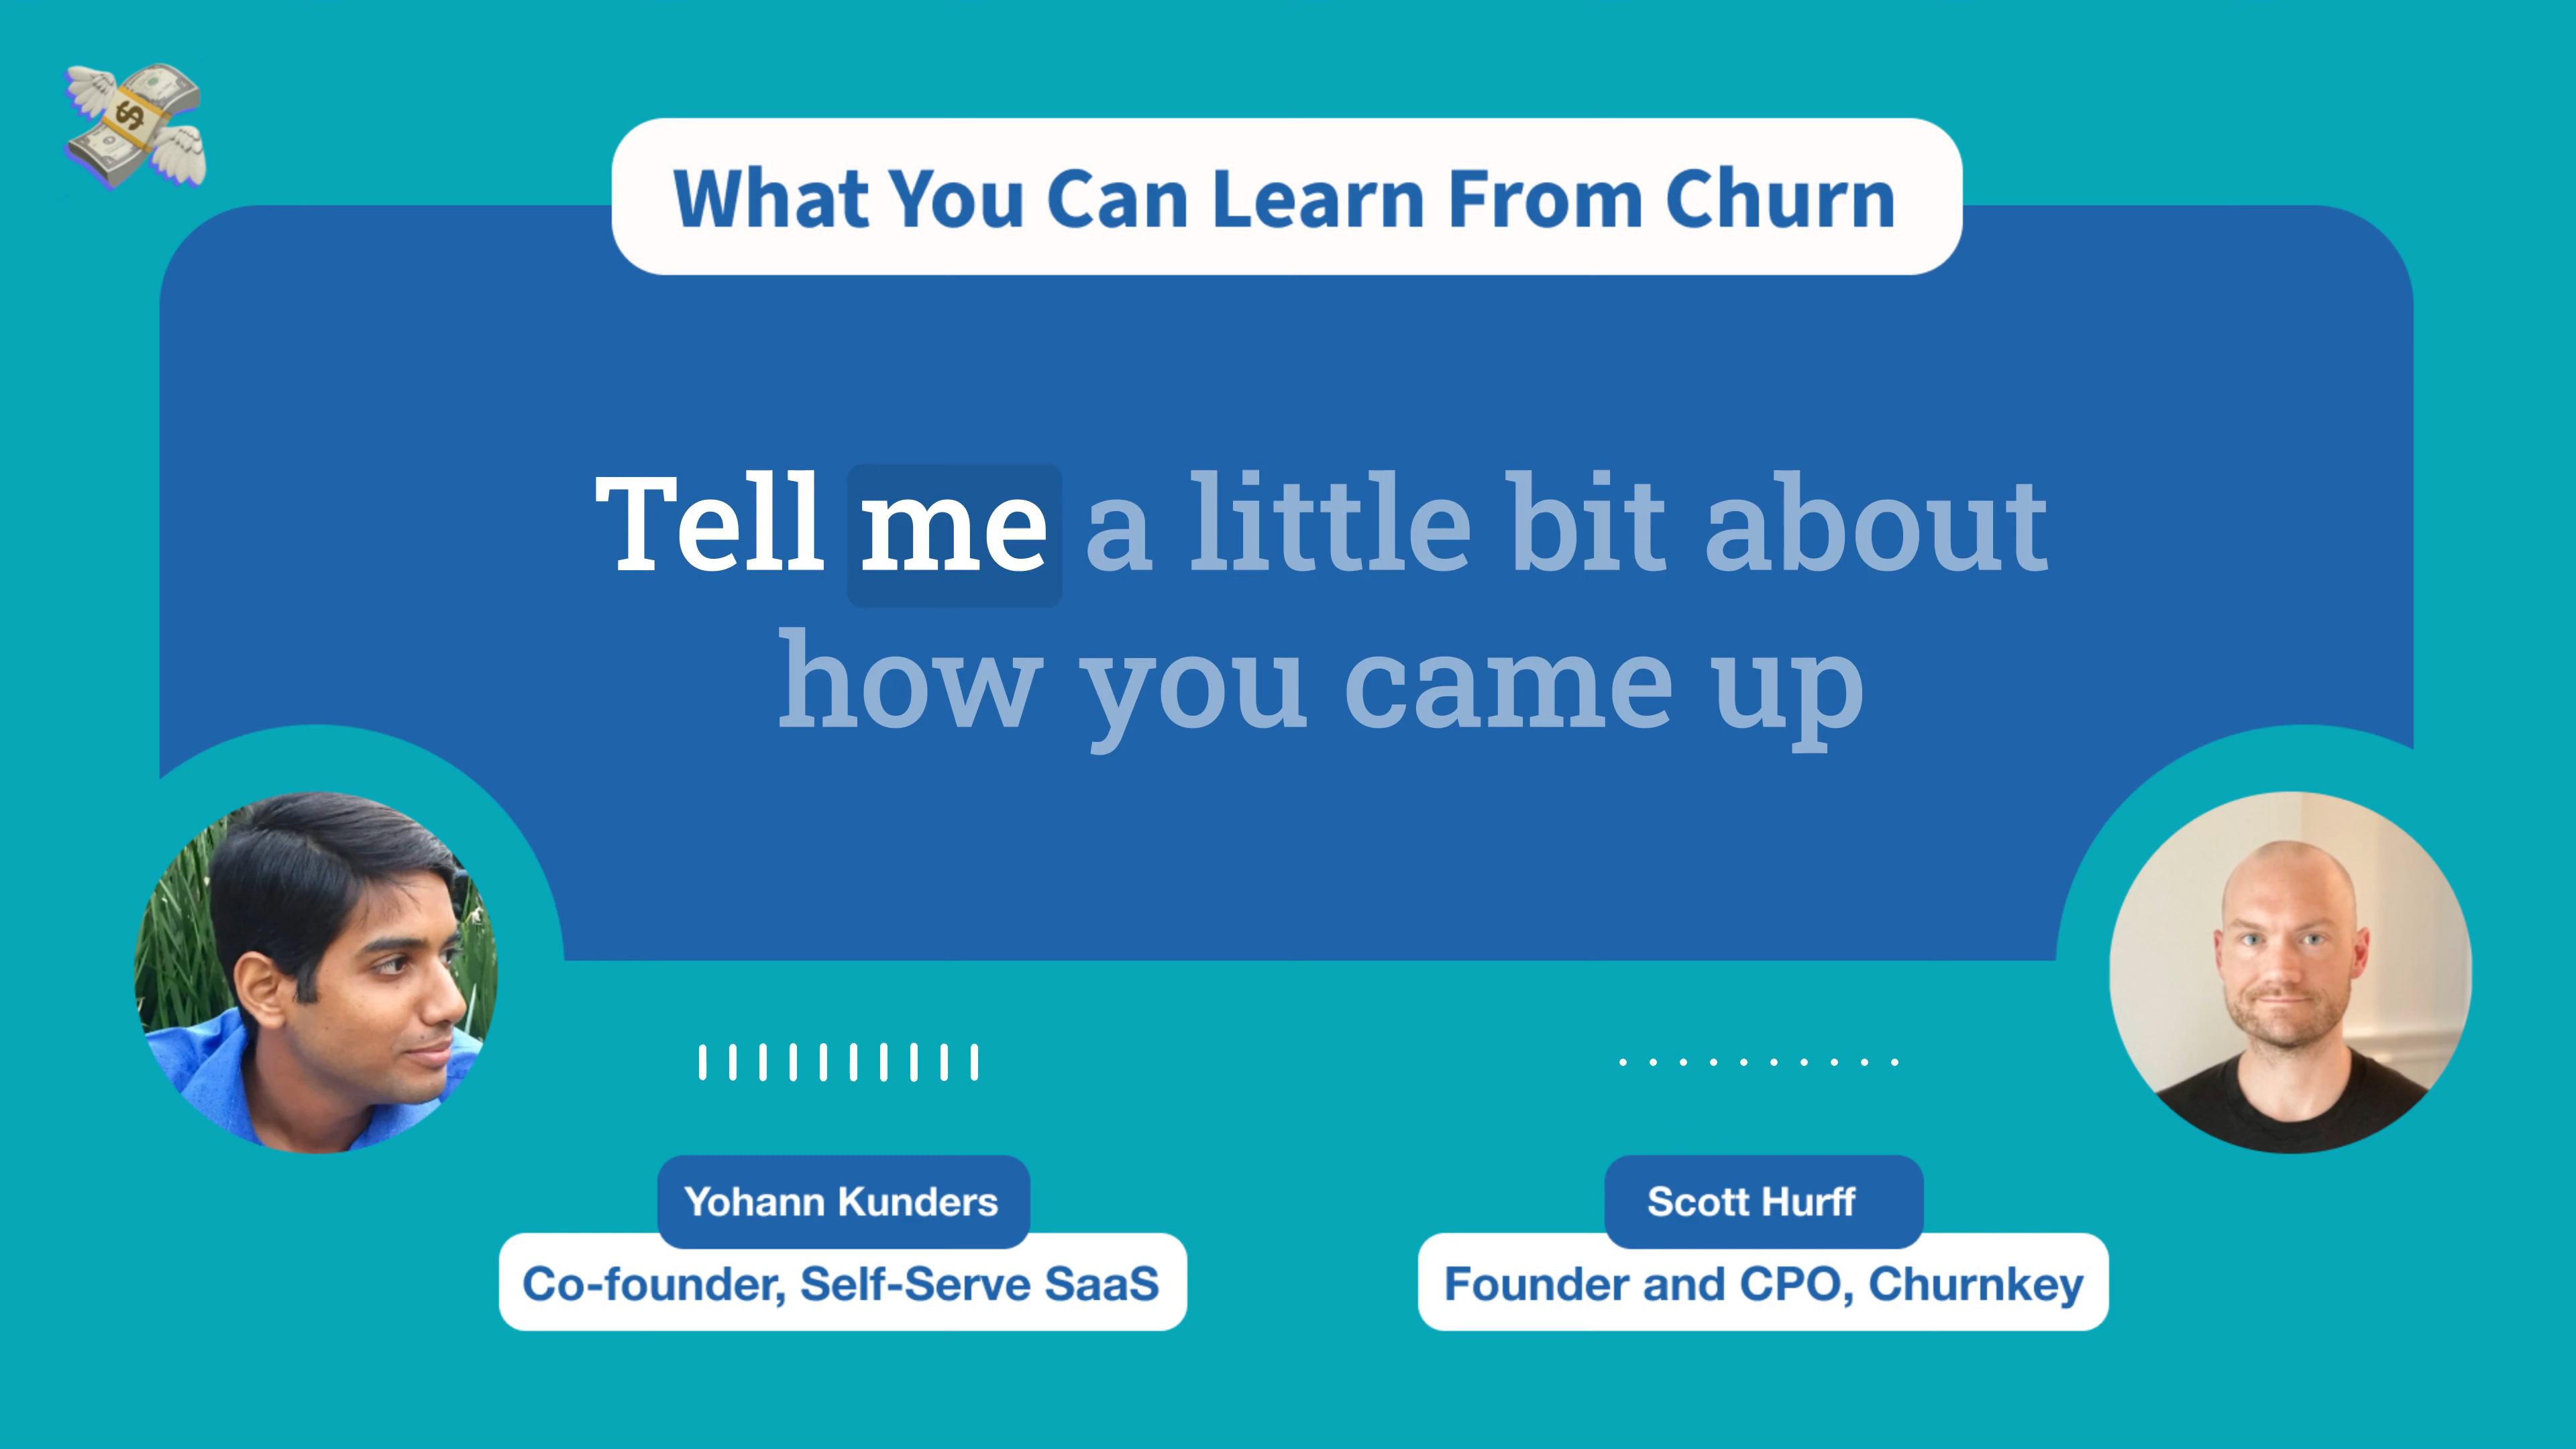 What You Can Learn From Churn
Tell me a little bit about
how you came up
Yohann Kunders
Co-founder, Self-Serve SaaS
Scott Hurff
Founder and CPO, Churnkey